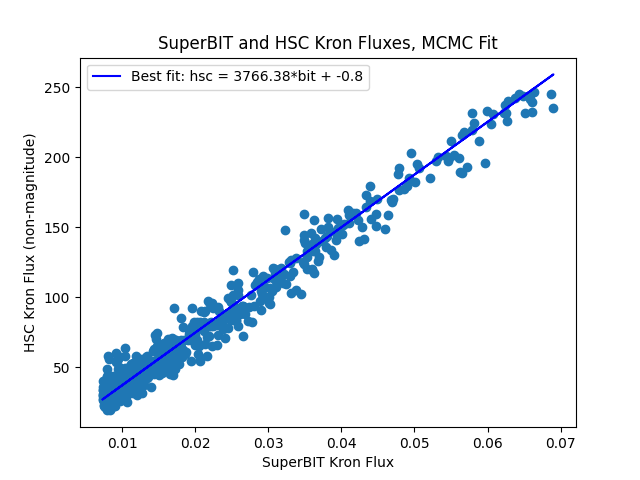 SuperBIT and HSC Kron Fluxes, MCMC Fit
Best fit: hsc = 3766.38*bit + -0.8
HSC Kron Flux (non-magnitude)
250
200
150
100
50
0.01 0.02 0.03 0.04 0.05 0.06 0.07
SuperBIT Kron Flux